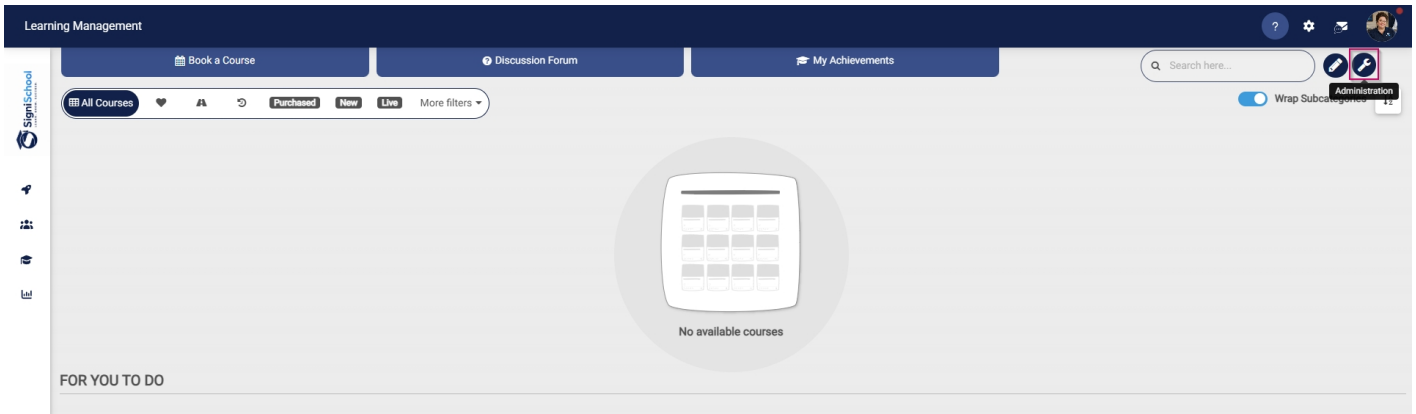 Learning Management
?
Book a Course
Discussion Forum
My Achievements
Search here...
Administration
All Courses
Purchased
New
Live
More filters
Wrap Subcategories
SigniSchool
No available courses
FOR YOU TO DO